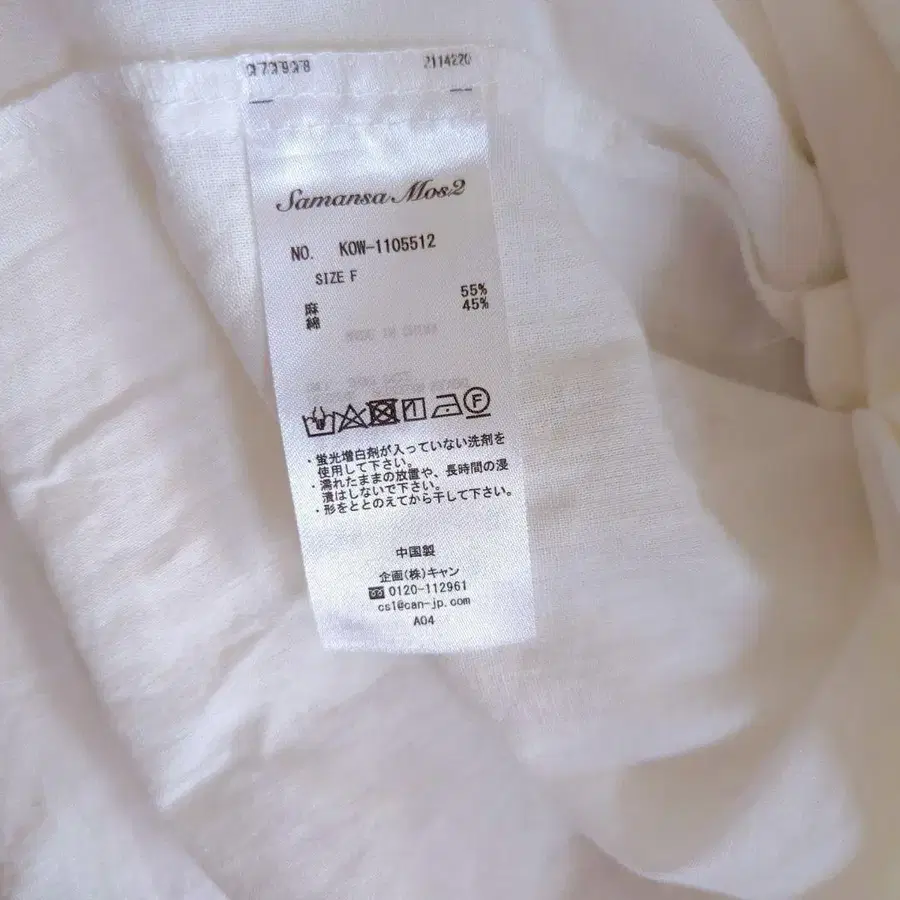 2114220
Samansa Mos2
NO. KOW-1105512
SIZE F
麻 55%
綿 45%
F
・蛍光増白剤が入っていない洗剤を
使用して下さい。
・濡れたままの放置や、長時間の浸
漬はしないで下さい。
・形をととのえてから干して下さい。
中国製
企画(株)キャン
0120-112961
cs1@can-jp.com
A04